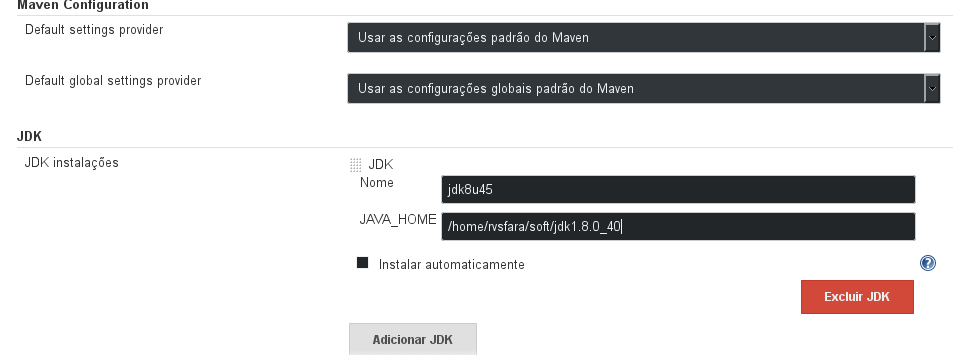 Maven Configuration
Default settings provider
Usar as configurações padrão do Maven
Default global settings provider
Usar as configurações globais padrão do Maven
JDK
JDK instalações
JDK
Nome
jdk8u45
JAVA_HOME
/home/rvsfara/soft/jdk1.8.0_40
Instalar automaticamente
?
Excluir JDK
Adicionar JDK